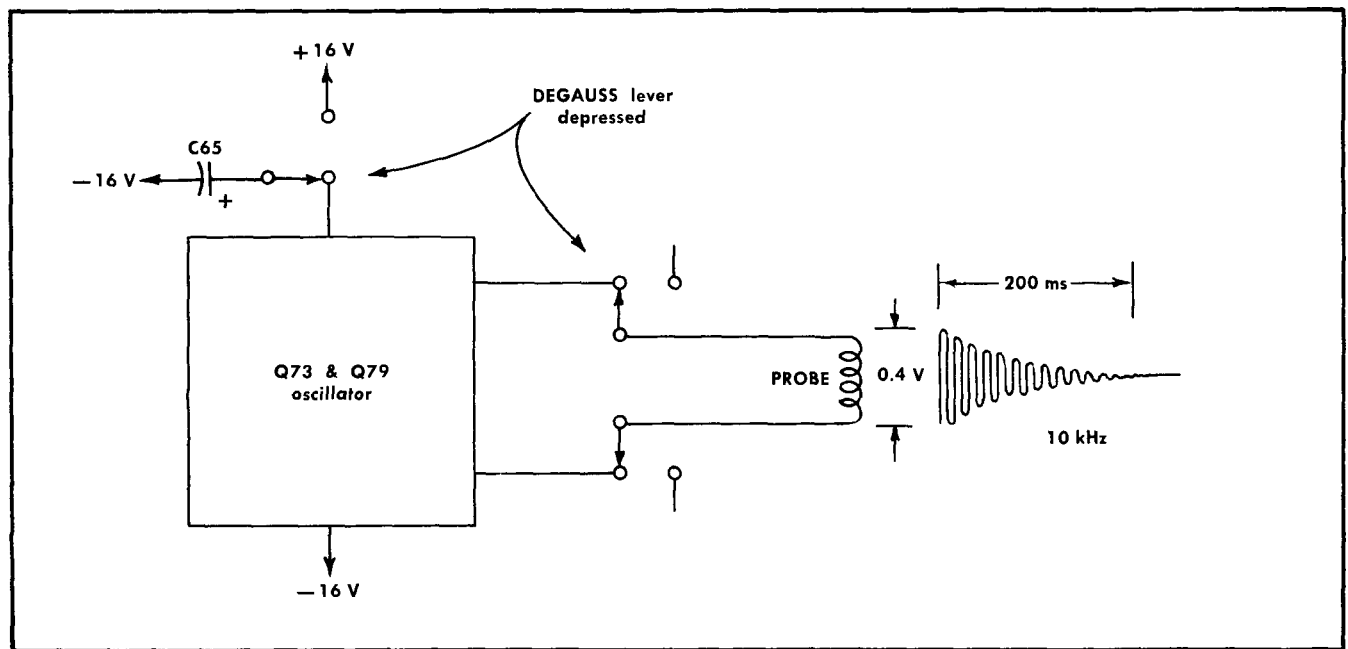 +16 V
DEGAUSS lever
depressed
C65
−16 V
+
200 ms
Q73 & Q79
oscillator
PROBE
0.4 V
10 kHz
−16 V